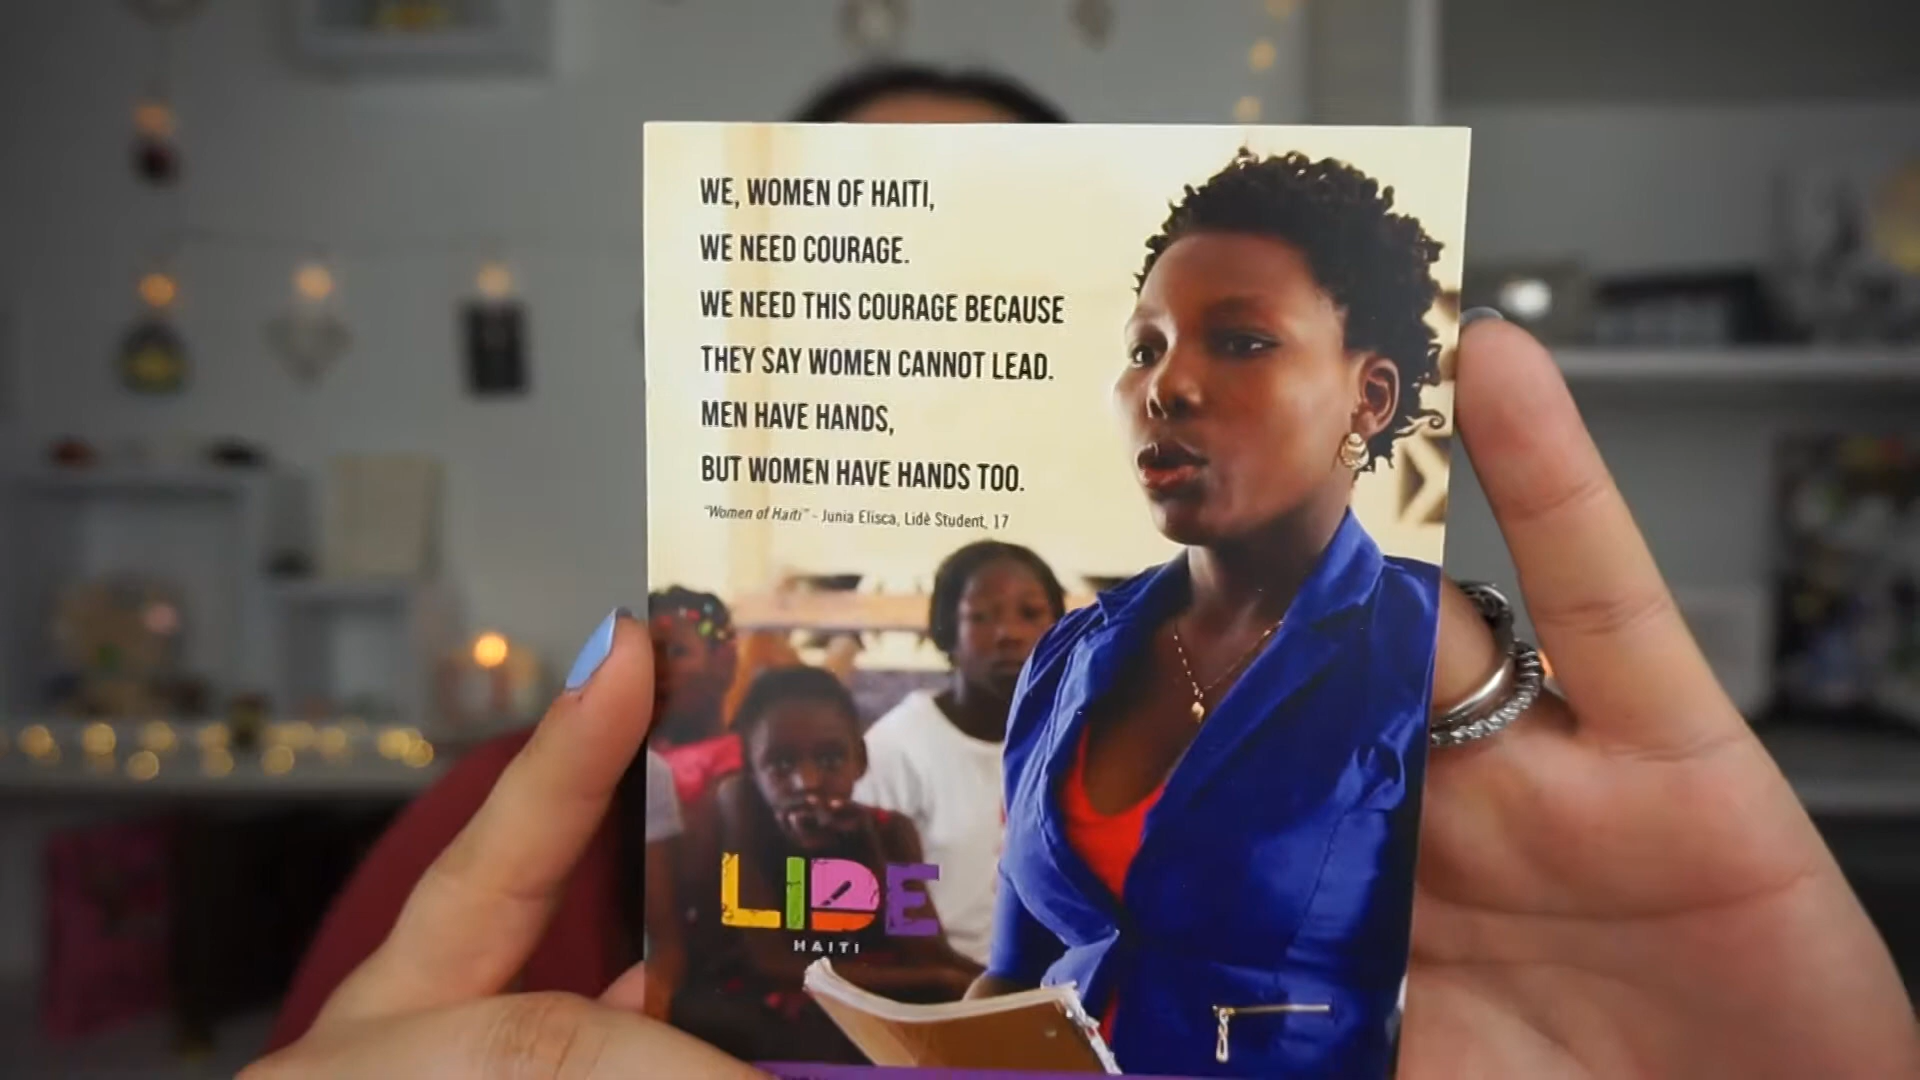 WE, WOMEN OF HAITI,
WE NEED COURAGE.
WE NEED THIS COURAGE BECAUSE
THEY SAY WOMEN CANNOT LEAD.
MEN HAVE HANDS,
BUT WOMEN HAVE HANDS TOO.
"Women of Haiti" - Junia Elisca, Lidè Student, 17
LIDE
HAITI